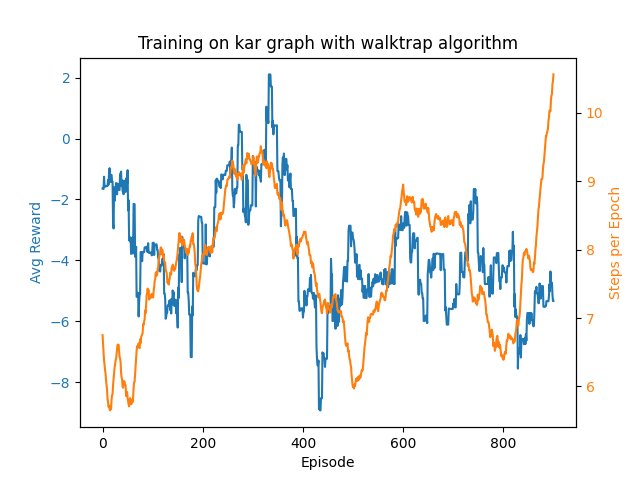 Training on kar graph with walktrap algorithm
2
0
−2
−4
−6
−8
Avg Reward
10
9
8
7
6
Steps per Epoch
0 200 400 600 800
Episode